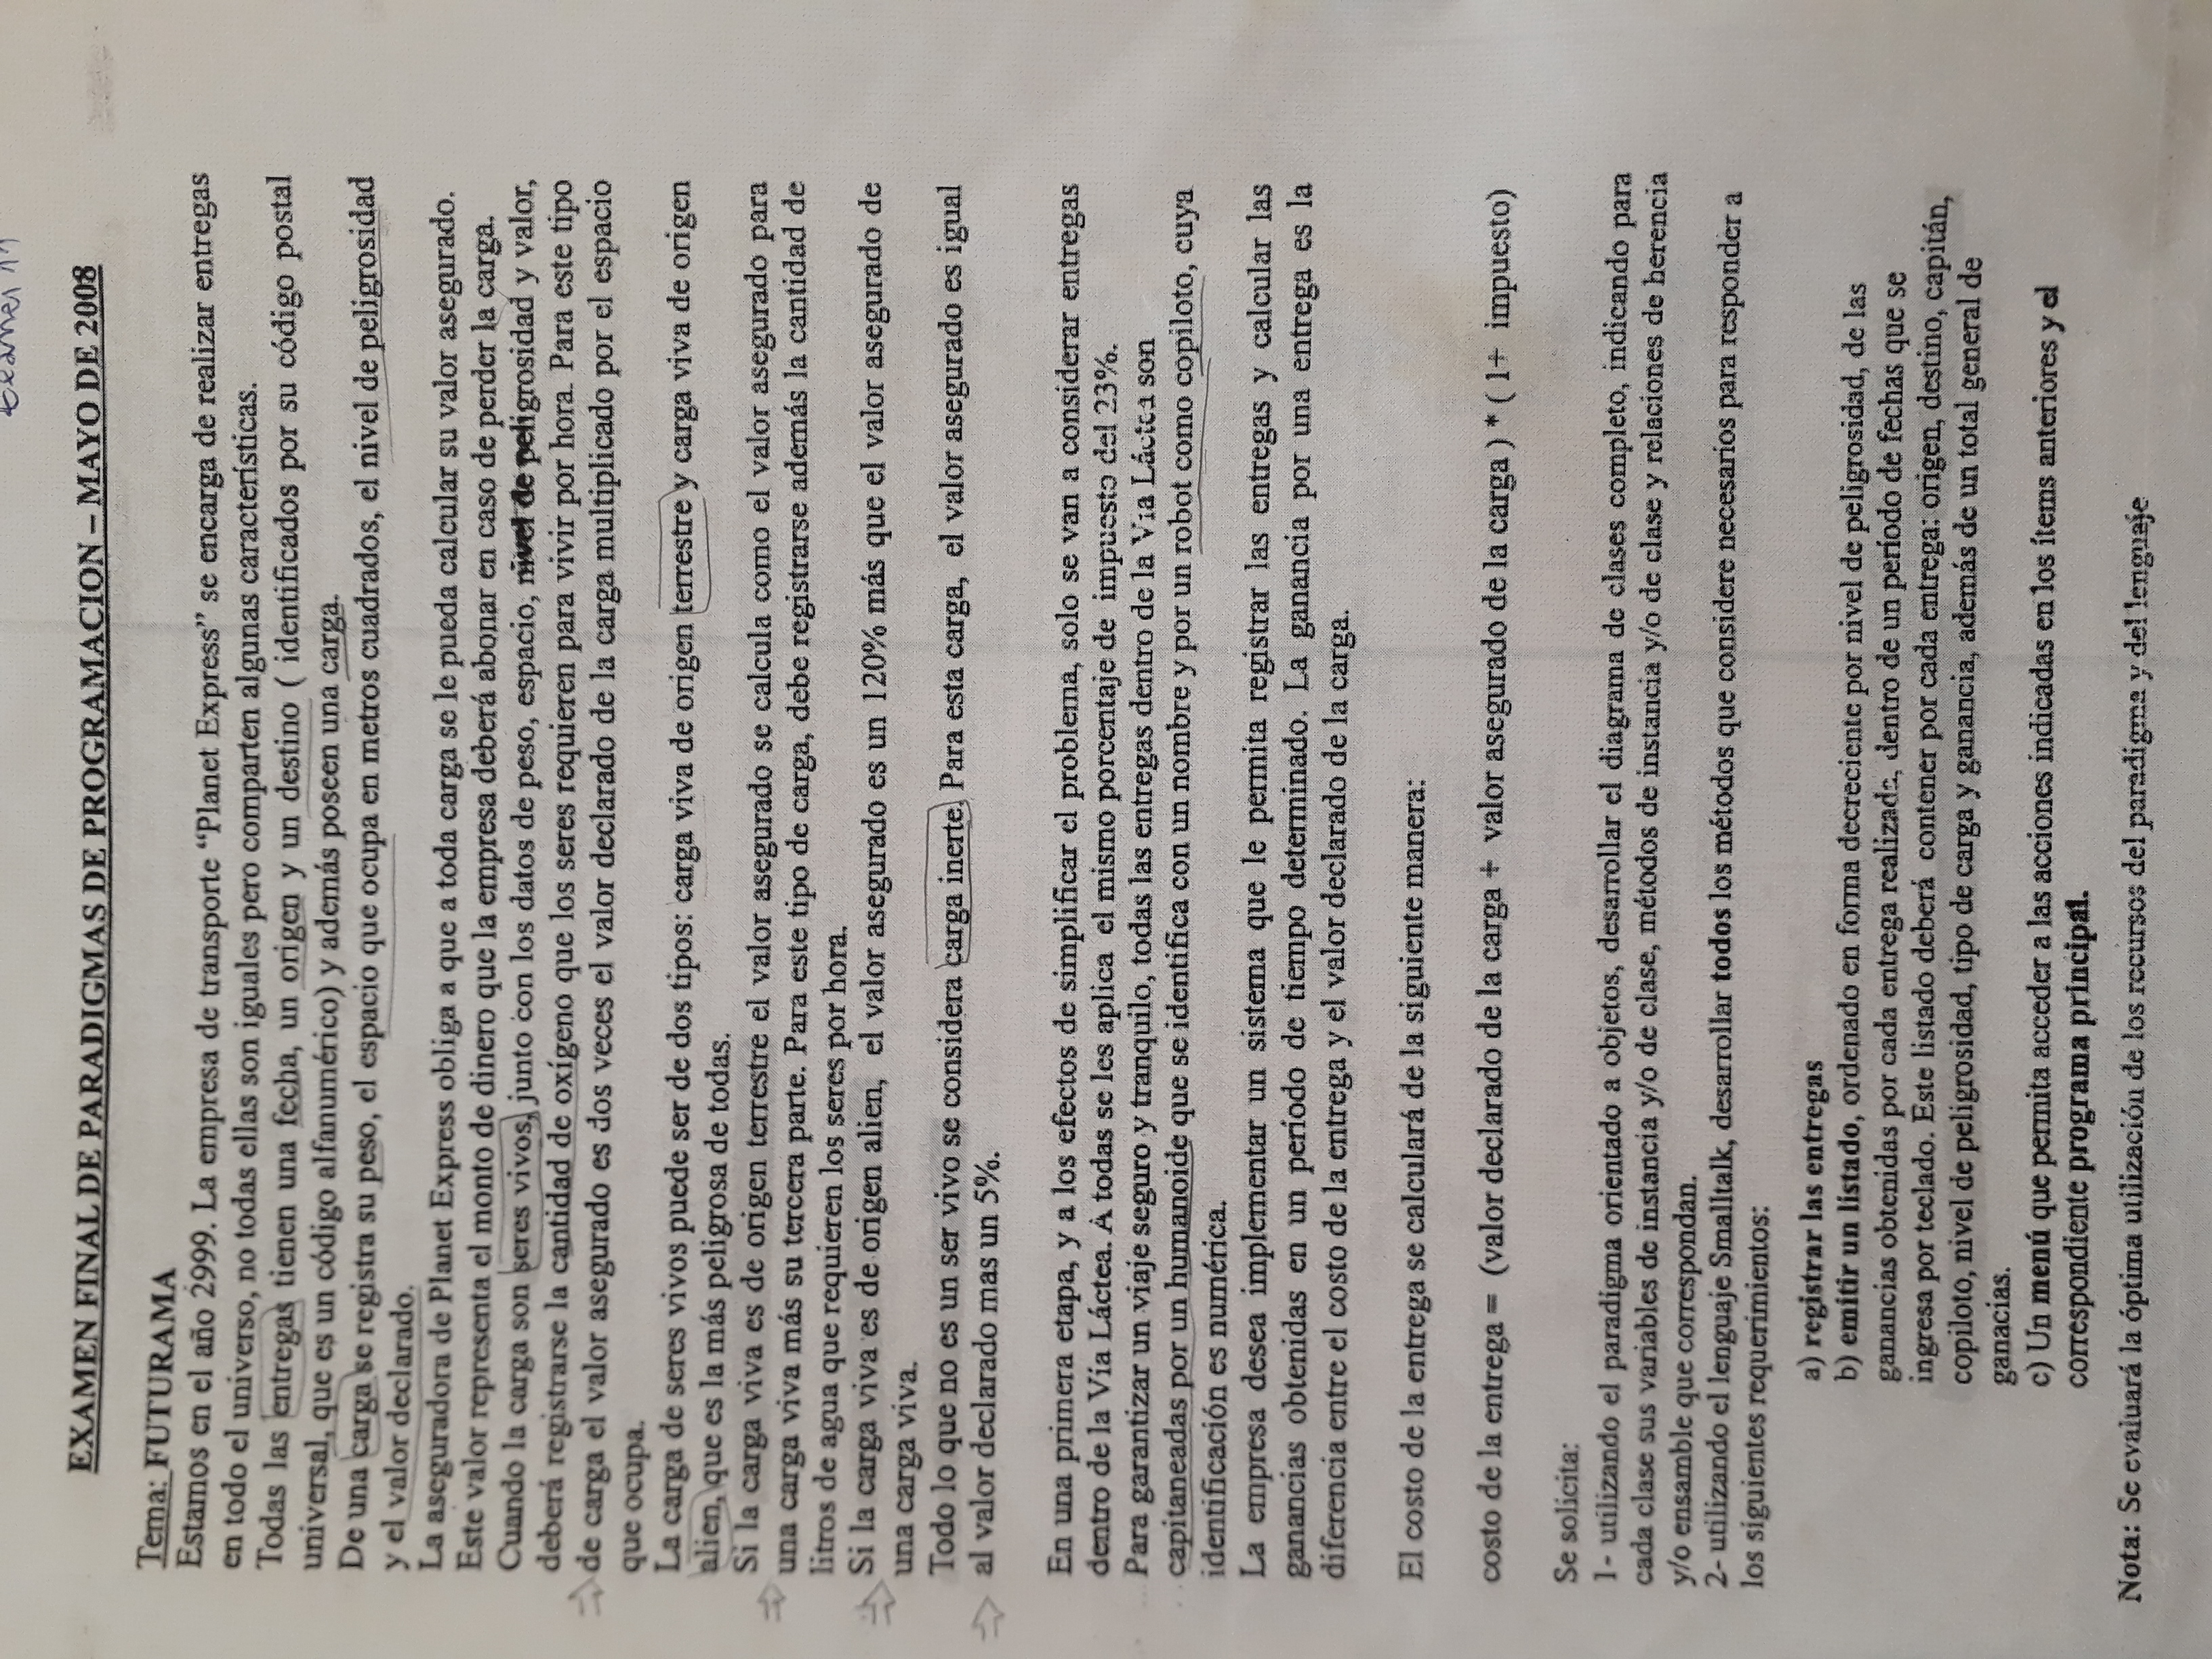 Examen 11
EXAMEN FINAL DE PARADIGMAS DE PROGRAMACION – MAYO DE 2008
Tema: FUTURAMA
Estamos en el año 2999. La empresa de transporte “Planet Express” se encarga de realizar entregas
en todo el universo, no todas ellas son iguales pero comparten algunas características.
Todas las entregas tienen una fecha, un origen y un destino ( identificados por su código postal
universal, que es un código alfanumérico) y además poseen una carga.
De una carga se registra su peso, el espacio que ocupa en metros cuadrados, el nivel de peligrosidad
y el valor declarado.
La aseguradora de Planet Express obliga a que a toda carga se le pueda calcular su valor asegurado.
Este valor representa el monto de dinero que la empresa deberá abonar en caso de perder la carga.
Cuando la carga son seres vivos, junto con los datos de peso, espacio, nivel de peligrosidad y valor,
deberá registrarse la cantidad de oxígeno que los seres requieren para vivir por hora. Para este tipo
de carga el valor asegurado es dos veces el valor declarado de la carga multiplicado por el espacio
que ocupa.
La carga de seres vivos puede ser de dos tipos: carga viva de origen terrestre y carga viva de origen
alien, que es la más peligrosa de todas.
Si la carga viva es de origen terrestre el valor asegurado se calcula como el valor asegurado para
una carga viva más su tercera parte. Para este tipo de carga, debe registrarse además la cantidad de
litros de agua que requieren los seres por hora.
Si la carga viva es de origen alien, el valor asegurado es un 120% más que el valor asegurado de
una carga viva.
Todo lo que no es un ser vivo se considera carga inerte. Para esta carga, el valor asegurado es igual
al valor declarado mas un 5%.
En una primera etapa, y a los efectos de simplificar el problema, solo se van a considerar entregas
dentro de la Vía Láctea. A todas se les aplica el mismo porcentaje de impuesto del 23%.
Para garantizar un viaje seguro y tranquilo, todas las entregas dentro de la Vía Láctea son
capitaneadas por un humanoide que se identifica con un nombre y por un robot como copiloto, cuya
identificación es numérica.
La empresa desea implementar un sistema que le permita registrar las entregas y calcular las
ganancias obtenidas en un período de tiempo determinado. La ganancia por una entrega es la
diferencia entre el costo de la entrega y el valor declarado de la carga.
El costo de la entrega se calculará de la siguiente manera:
costo de la entrega = (valor declarado de la carga + valor asegurado de la carga ) * ( 1+ impuesto)
Se solicita:
1- utilizando el paradigma orientado a objetos, desarrollar el diagrama de clases completo, indicando para
cada clase sus variables de instancia y/o de clase, métodos de instancia y/o de clase y relaciones de herencia
y/o ensamble que correspondan.
2- utilizando el lenguaje Smalltalk, desarrollar todos los métodos que considere necesarios para responder a
los siguientes requerimientos:
a) registrar las entregas
b) emitir un listado, ordenado en forma decreciente por nivel de peligrosidad, de las
ganancias obtenidas por cada entrega realizada, dentro de un período de fechas que se
ingresa por teclado. Este listado deberá contener por cada entrega: origen, destino, capitán,
copiloto, nivel de peligrosidad, tipo de carga y ganancia, además de un total general de
ganacias.
c) Un menú que permita acceder a las acciones indicadas en los ítems anteriores y el
correspondiente programa principal.
Nota: Se evaluará la óptima utilización de los recursos del paradigma y del lenguaje